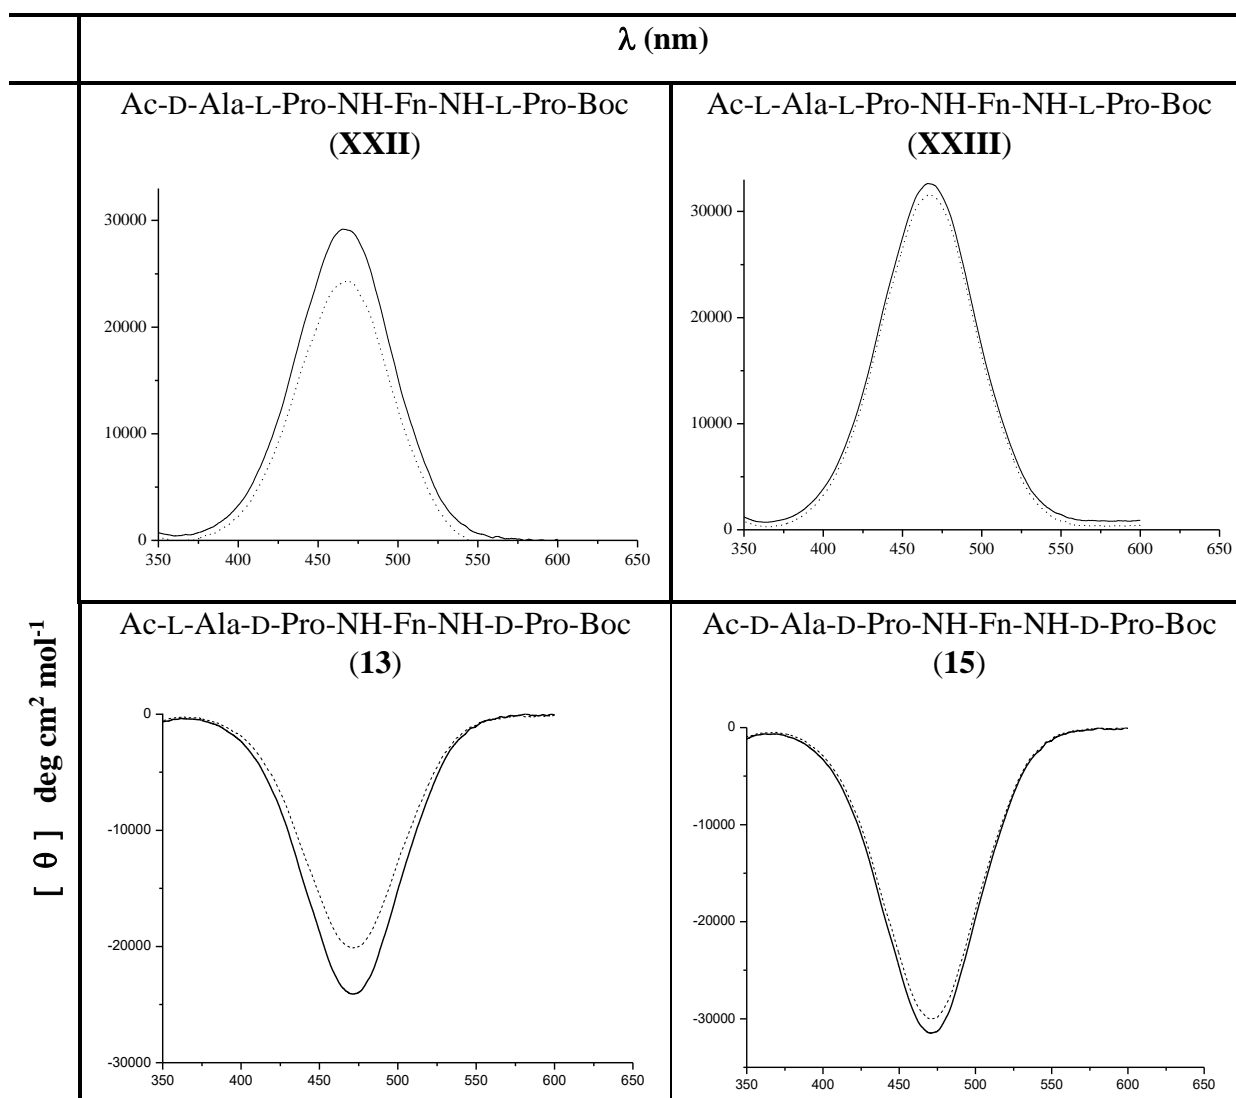 λ (nm)
Ac-D-Ala-L-Pro-NH-Fn-NH-L-Pro-Boc
(XXII)
30000
20000
10000
0
350 400 450 500 550 600 650
Ac-L-Ala-L-Pro-NH-Fn-NH-L-Pro-Boc
(XXIII)
30000
20000
10000
0
350 400 450 500 550 600 650
[ θ ] deg cm² mol⁻¹
Ac-L-Ala-D-Pro-NH-Fn-NH-D-Pro-Boc
(13)
0
-10000
-20000
-30000
350 400 450 500 550 600 650
Ac-D-Ala-D-Pro-NH-Fn-NH-D-Pro-Boc
(15)
0
-10000
-20000
-30000
350 400 450 500 550 600 650